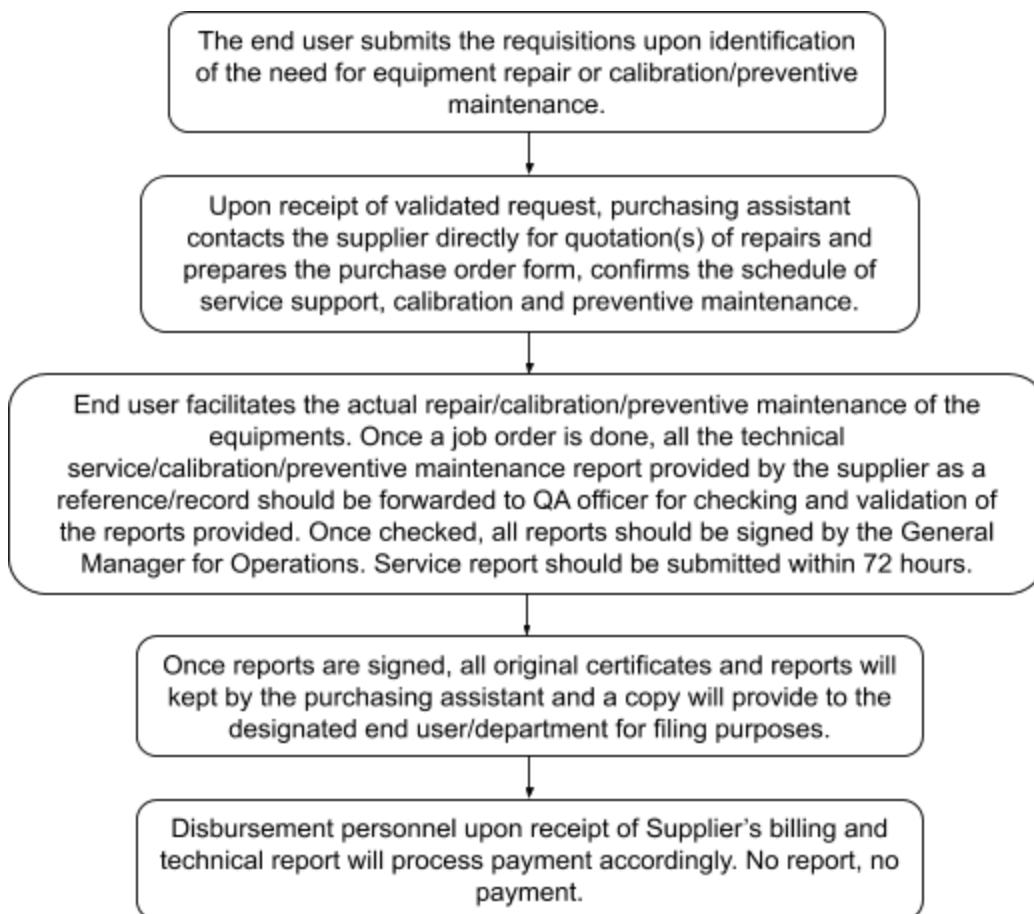 The end user submits the requisitions upon identification
of the need for equipment repair or calibration/preventive
maintenance.
Upon receipt of validated request, purchasing assistant
contacts the supplier directly for quotation(s) of repairs and
prepares the purchase order form, confirms the schedule of
service support, calibration and preventive maintenance.
End user facilitates the actual repair/calibration/preventive maintenance of the
equipments. Once a job order is done, all the technical
service/calibration/preventive maintenance report provided by the supplier as a
reference/record should be forwarded to QA officer for checking and validation of
the reports provided. Once checked, all reports should be signed by the General
Manager for Operations. Service report should be submitted within 72 hours.
Once reports are signed, all original certificates and reports will
kept by the purchasing assistant and a copy will provide to the
designated end user/department for filing purposes.
Disbursement personnel upon receipt of Supplier’s billing and
technical report will process payment accordingly. No report, no
payment.